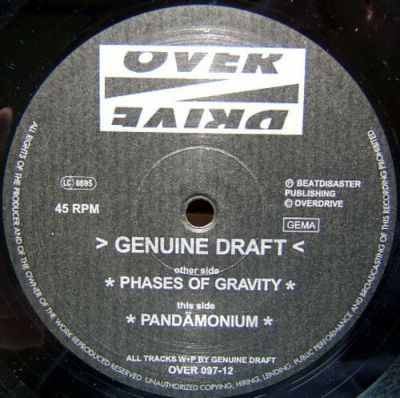 OVER
DRIVE
LC 6695
45 RPM
℗ BEATDISASTER
PUBLISHING
© OVERDRIVE
GEMA
> GENUINE DRAFT <
other side
* PHASES OF GRAVITY *
this side
* PANDÄMONIUM *
ALL TRACKS W+P BY GENUINE DRAFT
OVER 097-12
ALL RIGHTS OF THE PRODUCER AND OF THE OWNER OF THE WORK REPRODUCED RESERVED. UNAUTHORIZED COPYING, HIRING, LENDING, PUBLIC PERFORMANCE AND BROADCASTING OF THIS RECORDING PROHIBITED.